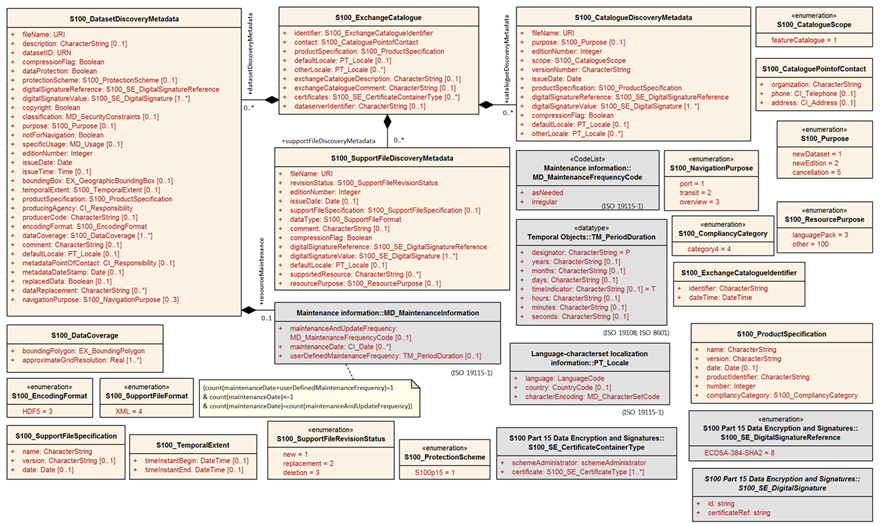 S100_DatasetDiscoveryMetadata
+ fileName: URI
+ description: CharacterString [0..1]
+ datasetID: URN
+ compressionFlag: Boolean
+ dataProtection: Boolean
+ protectionScheme: S100_ProtectionScheme [0..1]
+ digitalSignatureReference: S100_SE_DigitalSignatureReference
+ digitalSignatureValue: S100_SE_DigitalSignature [1..*]
+ copyright: Boolean
+ classification: MD_SecurityConstraints [0..1]
+ purpose: S100_Purpose [0..1]
+ notForNavigation: Boolean
+ specificUsage: MD_Usage [0..1]
+ editionNumber: Integer
+ issueDate: Date
+ issueTime: Time [0..1]
+ boundingBox: EX_GeographicBoundingBox [0..1]
+ temporalExtent: S100_TemporalExtent [0..1]
+ productSpecification: S100_ProductSpecification
+ producingAgency: CI_Responsibility
+ producerCode: CharacterString [0..1]
+ encodingFormat: S100_EncodingFormat
+ dataCoverage: S100_DataCoverage [1..*]
+ comment: CharacterString [0..1]
+ defaultLocale: PT_Locale [0..1]
+ metadataPointOfContact: CI_Responsibility [0..1]
+ metadataDateStamp: Date [0..1]
+ replacedData: Boolean [0..1]
+ dataReplacement: CharacterString [0..*]
+ navigationPurpose: S100_NavigationPurpose [0..3]
+datasetDiscoveryMetadata
0..*
S100_ExchangeCatalogue
+ identifier: S100_ExchangeCatalogueIdentifier
+ contact: S100_CataloguePointofContact
+ productSpecification: S100_ProductSpecification [0..1]
+ defaultLocale: PT_Locale [0..1]
+ otherLocale: PT_Locale [0..*]
+ exchangeCatalogueDescription: CharacterString [0..1]
+ exchangeCatalogueComment: CharacterString [0..1]
+ certificates: S100_SE_CertificateContainerType [0..*]
+ dataserverIdentifier: CharacterString [0..1]
+catalogueDiscoveryMetadata
0..*
S100_CatalogueDiscoveryMetadata
+ fileName: URI
+ purpose: S100_Purpose [0..1]
+ editionNumber: Integer [0..1]
+ scope: S100_CatalogueScope
+ versionNumber: CharacterString
+ issueDate: Date
+ productSpecification: S100_ProductSpecification
+ digitalSignatureReference: S100_SE_DigitalSignatureReference
+ digitalSignatureValue: S100_SE_DigitalSignature [1..*]
+ compressionFlag: Boolean
+ defaultLocale: PT_Locale [0..1]
+ otherLocale: PT_Locale [0..*]
«enumeration»
S100_CatalogueScope
featureCatalogue = 1
S100_CataloguePointofContact
+ organization: CharacterString
+ phone: CI_Telephone [0..1]
+ address: CI_Address [0..1]
+supportFileDiscoveryMetadata
0..*
S100_SupportFileDiscoveryMetadata
+ fileName: URI
+ revisionStatus: S100_SupportFileRevisionStatus
+ editionNumber: Integer
+ issueDate: Date [0..1]
+ supportFileSpecification: S100_SupportFileSpecification [0..1]
+ dataType: S100_SupportFileFormat
+ comment: CharacterString [0..1]
+ compressionFlag: Boolean
+ digitalSignatureReference: S100_SE_DigitalSignatureReference
+ digitalSignatureValue: S100_SE_DigitalSignature [1..*]
+ defaultLocale: PT_Locale [0..1]
+ supportedResource: CharacterString [0..*]
+ resourcePurpose: S100_ResourcePurpose [0..1]
«CodeList»
Maintenance information::
MD_MaintenanceFrequencyCode
+ asNeeded
+ irregular
(ISO 19115-1)
«enumeration»
S100_NavigationPurpose
port = 1
transit = 2
overview = 3
«enumeration»
S100_Purpose
newDataset = 1
newEdition = 2
cancellation = 5
«datatype»
Temporal Objects::TM_PeriodDuration
+ designator: CharacterString = P
+ years: CharacterString [0..1]
+ months: CharacterString [0..1]
+ days: CharacterString [0..1]
+ timeIndicator: CharacterString [0..1] = T
+ hours: CharacterString [0..1]
+ minutes: CharacterString [0..1]
+ seconds: CharacterString [0..1]
(ISO 19108; ISO 8601)
«enumeration»
S100_CompliancyCategory
category4 = 4
«enumeration»
S100_ResourcePurpose
languagePack = 3
other = 100
S100_ExchangeCatalogueIdentifier
+ identifier: CharacterString
+ dateTime: DateTime
+resourceMaintenance
0..1
Maintenance information::MD_MaintenanceInformation
+ maintenanceAndUpdateFrequency:
MD_MaintenanceFrequencyCode [0..1]
+ maintenanceDate: CI_Date [0..*]
+ userDefinedMaintenanceFrequency: TM_PeriodDuration [0..1]
(ISO 19115-1)
S100_DataCoverage
+ boundingPolygon: EX_BoundingPolygon
+ approximateGridResolution: Real [1..*]
Language-characterset localization
information::PT_Locale
+ language: LanguageCode
+ country: CountryCode [0..1]
+ characterEncoding: MD_CharacterSetCode
(ISO 19115-1)
S100_ProductSpecification
+ name: CharacterString
+ version: CharacterString
+ date: Date [0..1]
+ productIdentifier: CharacterString
+ number: Integer
+ compliancyCategory: S100_CompliancyCategory
«enumeration»
S100_EncodingFormat
HDF5 = 3
«enumeration»
S100_SupportFileFormat
XML = 4
{count(maintenanceDate+userDefinedMaintenanceFrequency)=1
& count(maintenanceDate)<=1
& count(maintenanceDate)=count(maintenanceAndUpdateFrequency)}
S100_SupportFileSpecification
+ name: CharacterString
+ version: CharacterString [0..1]
+ date: Date [0..1]
S100_TemporalExtent
+ timeInstantBegin: DateTime [0..1]
+ timeInstantEnd: DateTime [0..1]
«enumeration»
S100_SupportFileRevisionStatus
new = 1
replacement = 2
deletion = 3
«enumeration»
S100_ProtectionScheme
S100p15 = 1
S100 Part 15 Data Encryption and Signatures::
S100_SE_CertificateContainerType
+ schemeAdministrator: schemeAdministrator
+ certificate: S100_SE_CertificateType [1..*]
«enumeration»
S100 Part 15 Data Encryption and Signatures::
S100_SE_DigitalSignatureReference
ECDSA-384-SHA2 = 8
S100 Part 15 Data Encryption and Signatures::
S100_SE_DigitalSignature
+ id: string
+ certificateRef: string